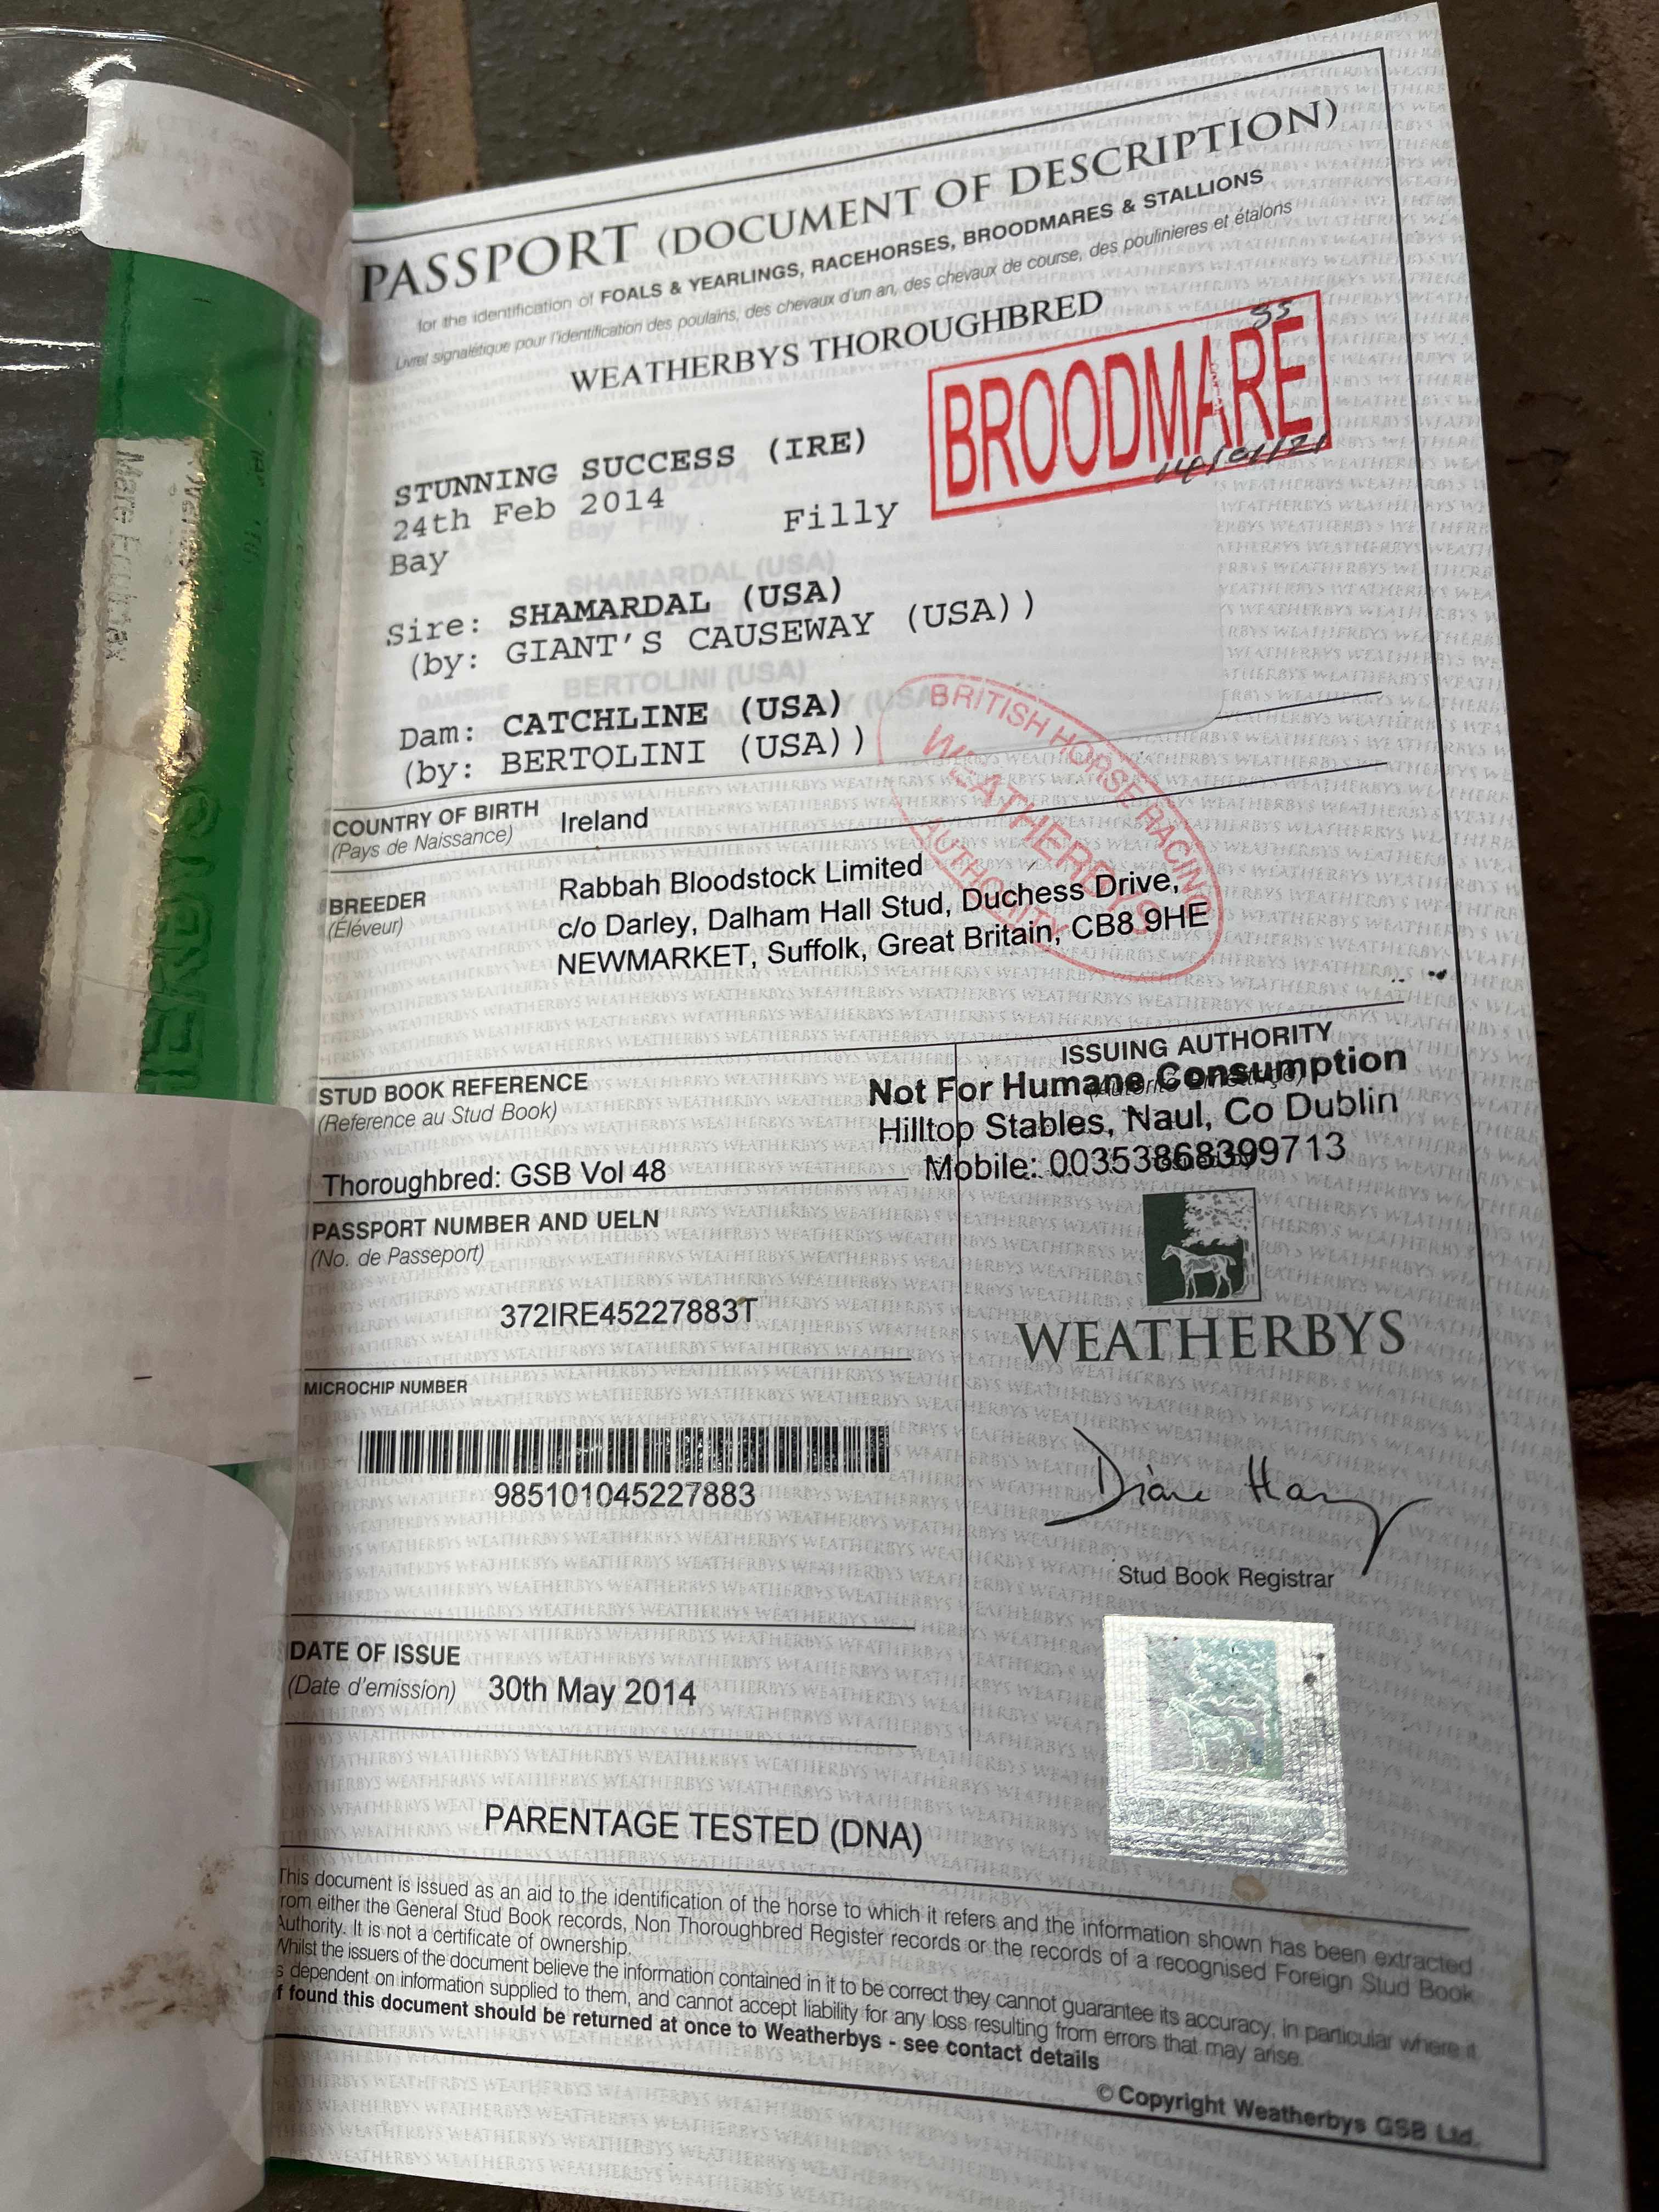 PASSPORT (DOCUMENT OF DESCRIPTION)
for the identification of FOALS & YEARLINGS, RACEHORSES, BROODMARES & STALLIONS
Livret signalétique pour l'identification des poulains, des chevaux d'un an, des chevaux de course, des poulinieres et étalons
WEATHERBYS THOROUGHBRED
BROODMARE
STUNNING SUCCESS (IRE)
24th Feb 2014 Filly
Bay
Sire: SHAMARDAL (USA)
(by: GIANT'S CAUSEWAY (USA))
Dam: CATCHLINE (USA)
(by: BERTOLINI (USA))
BRITISH HORSE RACING
WEATHERBYS
AUTHORITY
COUNTRY OF BIRTH
(Pays de Naissance)
Ireland
BREEDER
(Éléveur)
Rabbah Bloodstock Limited
c/o Darley, Dalham Hall Stud, Duchess Drive,
NEWMARKET, Suffolk, Great Britain, CB8 9HE
STUD BOOK REFERENCE
(Reference au Stud Book)
Thoroughbred: GSB Vol 48
ISSUING AUTHORITY
Not For Humane Consumption
Hilltop Stables, Naul, Co Dublin
Mobile: 00353868399713
PASSPORT NUMBER AND UELN
(No. de Passeport)
372IRE45227883T
WEATHERBYS
MICROCHIP NUMBER
985101045227883
Stud Book Registrar
DATE OF ISSUE
(Date d'emission)
30th May 2014
PARENTAGE TESTED (DNA)
This document is issued as an aid to the identification of the horse to which it refers and the information shown has been extracted
rom either the General Stud Book records, Non Thoroughbred Register records or the records of a recognised Foreign Stud Book
Authority. It is not a certificate of ownership.
Whilst the issuers of the document believe the information contained in it to be correct they cannot guarantee its accuracy, in particular where it
s dependent on information supplied to them, and cannot accept liability for any loss resulting from errors that may arise.
f found this document should be returned at once to Weatherbys - see contact details
© Copyright Weatherbys GSB Ltd.